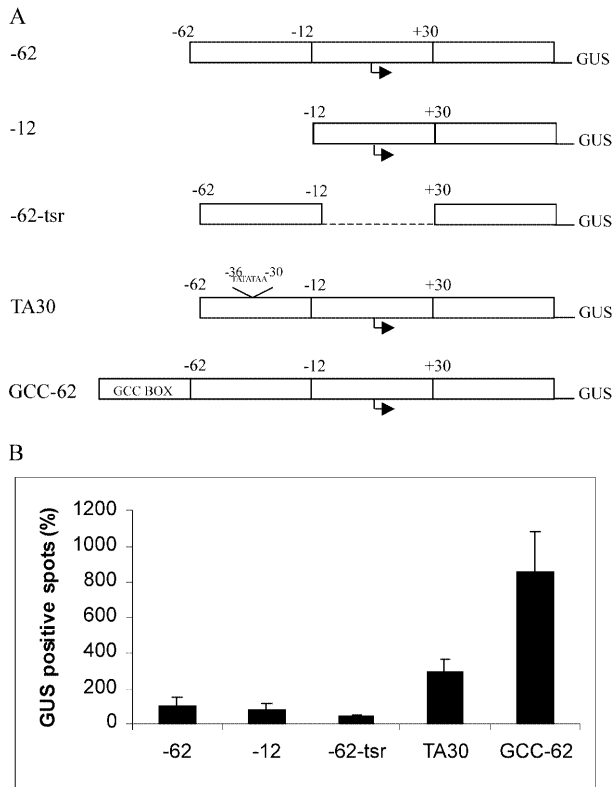 A
-62 -12 +30
-62 GUS
-12 +30
-12 GUS
-62 -12 +30
-62-tsr GUS
-36 TATATAA -30
-62 -12 +30
TA30 GUS
-62 -12 +30
GCC-62 GCC BOX GUS
B
GUS positive spots (%)
1200
1000
800
600
400
200
0
-62 -12 -62-tsr TA30 GCC-62